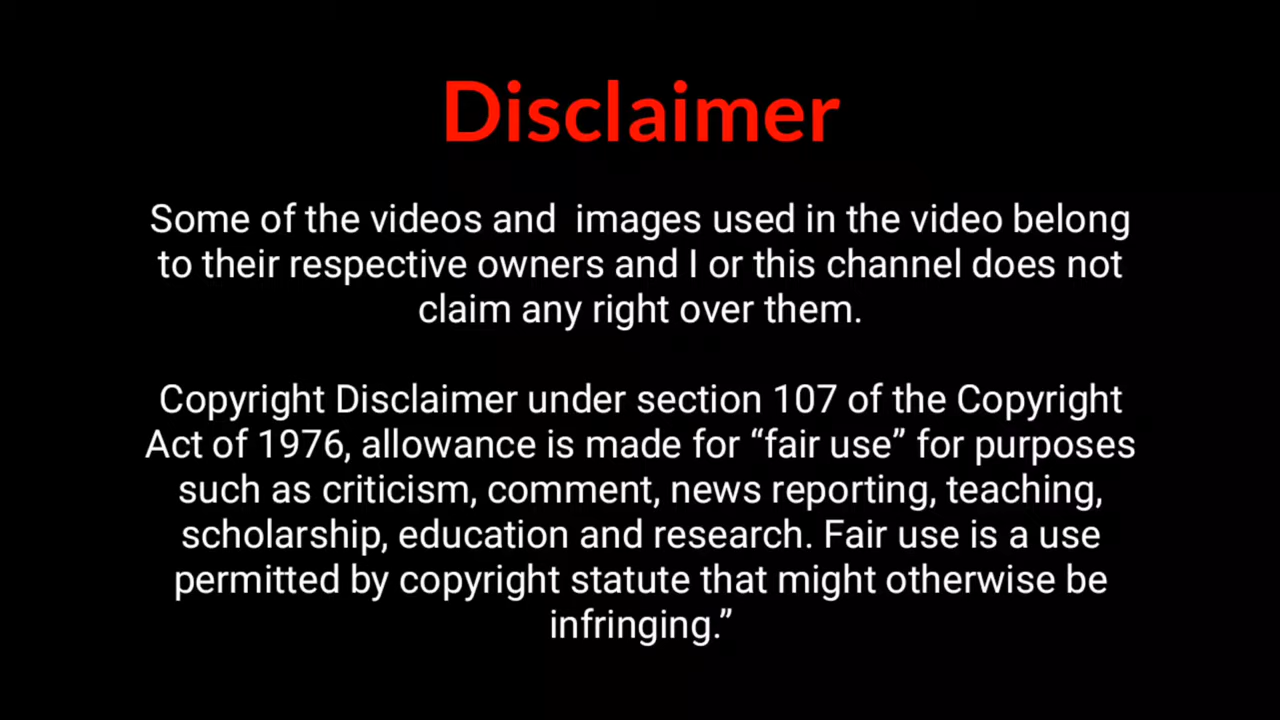 Disclaimer
Some of the videos and  images used in the video belong
to their respective owners and I or this channel does not
claim any right over them.
Copyright Disclaimer under section 107 of the Copyright
Act of 1976, allowance is made for “fair use” for purposes
such as criticism, comment, news reporting, teaching,
scholarship, education and research. Fair use is a use
permitted by copyright statute that might otherwise be
infringing.”